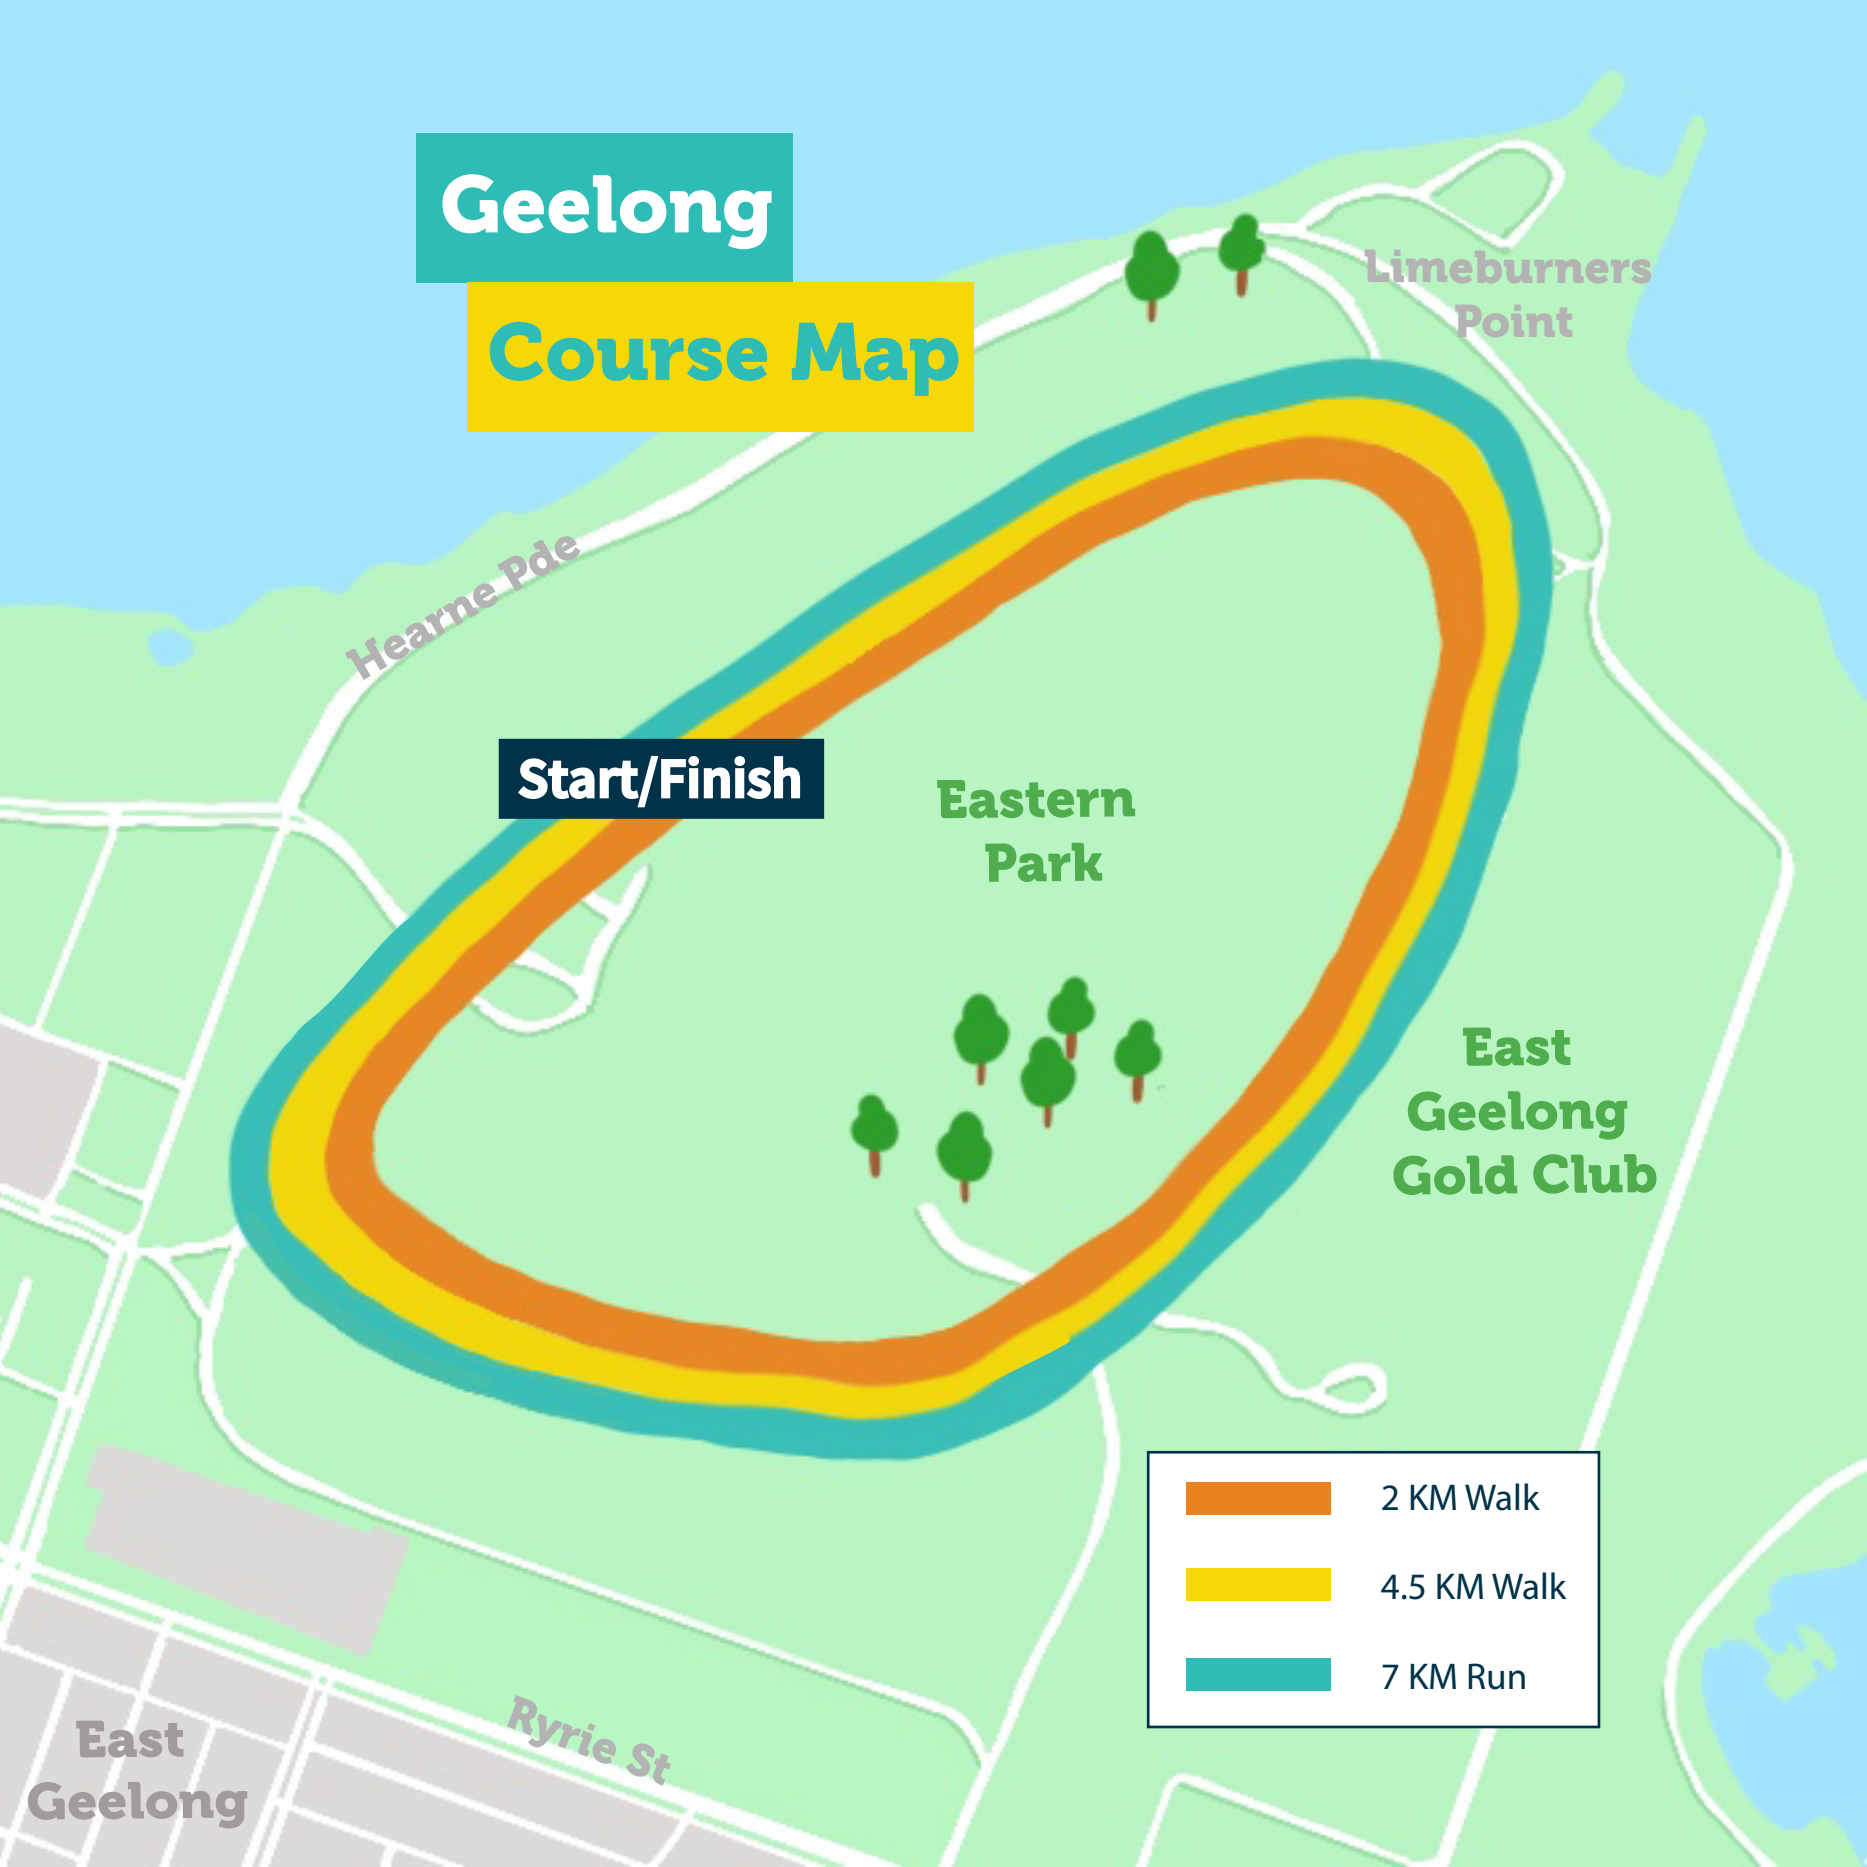 Geelong
Course Map
Limeburners
Point
Hearne Pde
Start/Finish
Eastern
Park
East
Geelong
Gold Club
2 KM Walk
4.5 KM Walk
7 KM Run
Ryrie St
East
Geelong